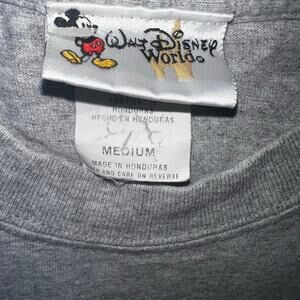 Walt Disney
World®
HONDURAS
HECHO EN HONDURAS
MEDIUM
MADE IN HONDURAS
AND CARE ON REVERSE